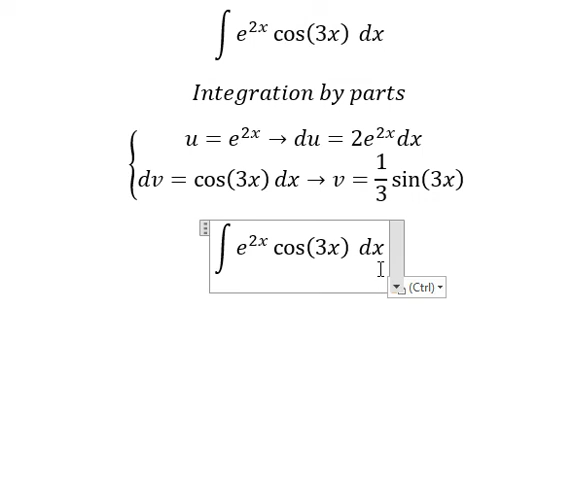 ∫ e^{2x} cos(3x) dx
Integration by parts
{ u = e^{2x} → du = 2e^{2x}dx
dv = cos(3x) dx → v = \frac{1}{3} sin(3x)
∫ e^{2x} cos(3x) dx
(Ctrl)